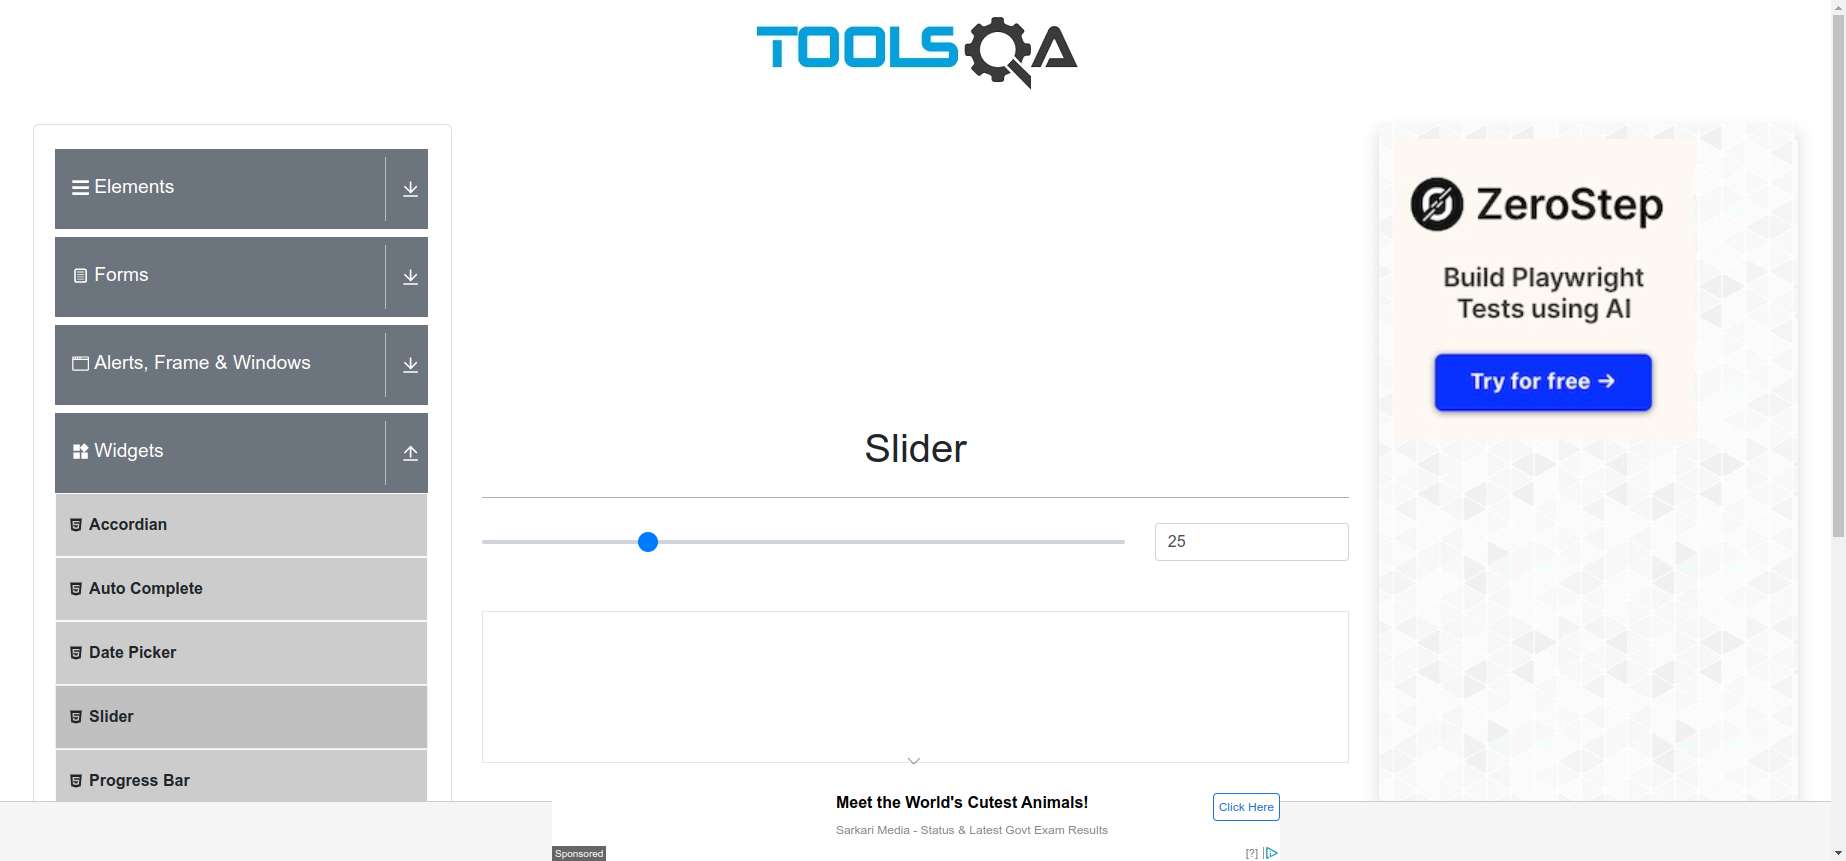 TOOLSQA
Elements
Forms
Alerts, Frame & Windows
Widgets
Accordian
Auto Complete
Date Picker
Slider
Progress Bar
Slider
25
ZeroStep
Build Playwright
Tests using AI
Try for free →
Meet the World's Cutest Animals!
Sarkari Media - Status & Latest Govt Exam Results
Click Here
Sponsored
[?]